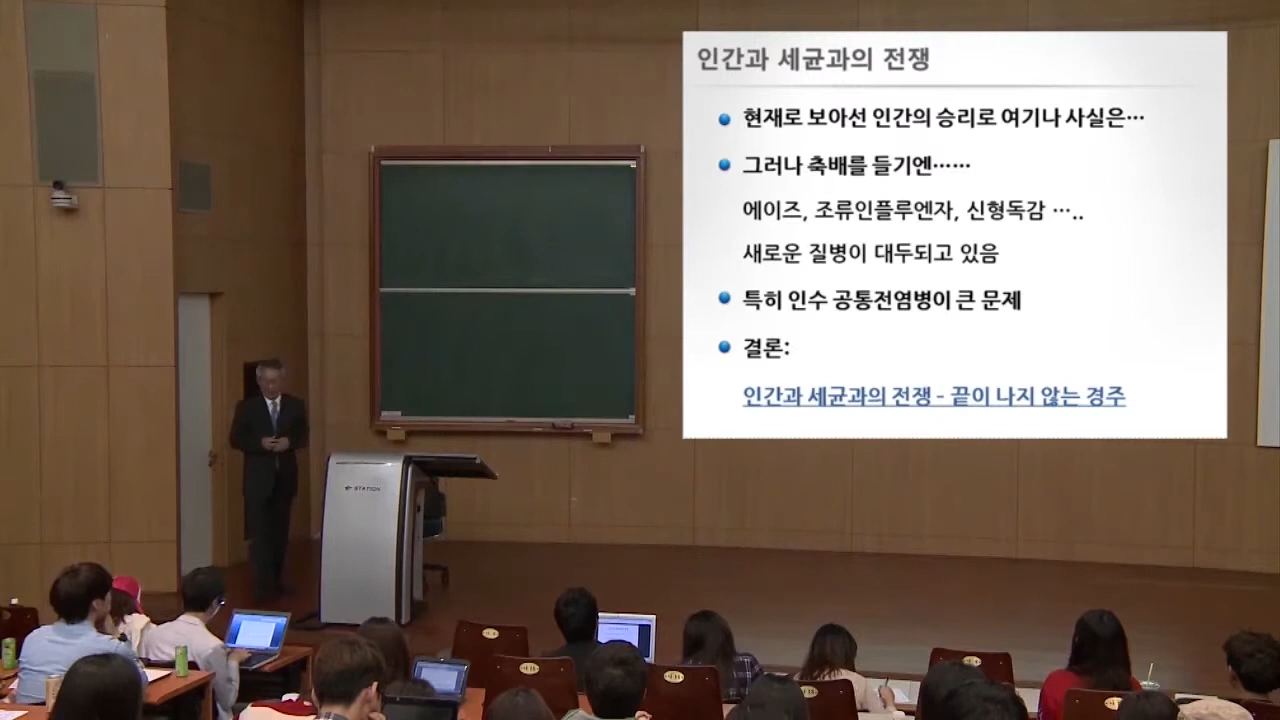 인간과 세균과의 전쟁
현재로 보아선 인간의 승리로 여기나 사실은…
그러나 축배를 들기엔……
에이즈, 조류인플루엔자, 신형독감 …..
새로운 질병이 대두되고 있음
특히 인수 공통전염병이 큰 문제
결론:
인간과 세균과의 전쟁 - 끝이 나지 않는 경주
STATION